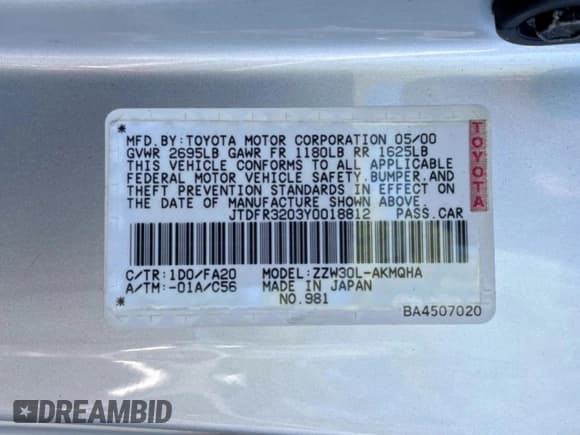 MFD.BY:TOYOTA MOTOR CORPORATION 05/00
GVWR 2695LB GAWR FR 1180LB RR 1625LB
THIS VEHICLE CONFORMS TO ALL APPLICABLE
FEDERAL MOTOR VEHICLE SAFETY,BUMPER,AND
THEFT PREVENTION STANDARDS IN EFFECT ON
THE DATE OF MANUFACTURE SHOWN ABOVE.
JTDFR3203Y0018812 PASS.CAR
TOYOTA
C/TR:1D0/FA20 MODEL:ZZW30L-AKMQHA
A/TM:-01A/C56 MADE IN JAPAN
NO.981
BA4507020
DREAMBID